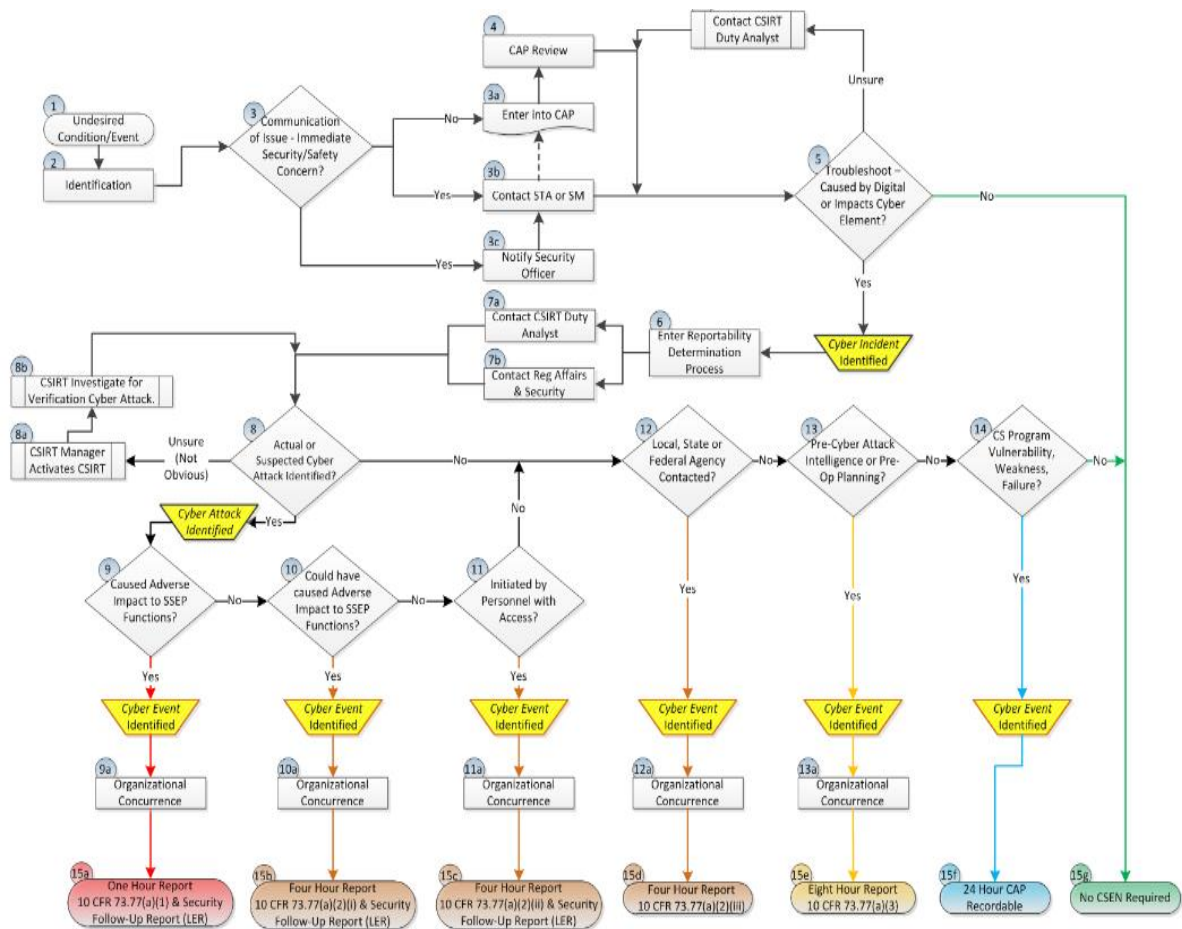 4
CAP Review
Contact CSIRT
Duty Analyst
Unsure
1
Undesired
Condition/Event
2
Identification
3
Communication
of Issue - Immediate
Security/Safety
Concern?
No
3a
Enter Into CAP
Yes
3b
Contact STA or SM
Yes
3c
Notify Security
Officer
5
Troubleshoot –
Caused by Digital
or Impacts Cyber
Element?
No
Yes
Cyber Incident
Identified
6
Enter Reportability
Determination
Process
7a
Contact CSIRT Duty
Analyst
7b
Contact Reg Affairs
& Security
8b
CSIRT Investigate for
Verification Cyber Attack.
8a
CSIRT Manager
Activates CSIRT
Unsure
(Not
Obvious)
8
Actual or
Suspected Cyber
Attack Identified?
No
Yes
Cyber Attack
Identified
12
Local, State or
Federal Agency
Contacted?
No
13
Pre-Cyber Attack
Intelligence or Pre-
Op Planning?
No
14
CS Program
Vulnerability,
Weakness,
Failure?
No
9
Caused Adverse
Impact to SSEP
Functions?
No
10
Could have
caused Adverse
Impact to SSEP
Functions?
No
11
Initiated by
Personnel with
Access?
No
Yes
Yes
Yes
Yes
Yes
Yes
Cyber Event
Identified
Cyber Event
Identified
Cyber Event
Identified
Cyber Event
Identified
Cyber Event
Identified
Cyber Event
Identified
9a
Organizational
Concurrence
10a
Organizational
Concurrence
11a
Organizational
Concurrence
12a
Organizational
Concurrence
13a
Organizational
Concurrence
15a
One Hour Report
10 CFR 73.77(a)(1) & Security
Follow-Up Report (LER)
15b
Four Hour Report
10 CFR 73.77(a)(2)(i) & Security
Follow-Up Report (LER)
15c
Four Hour Report
10 CFR 73.77(a)(2)(ii) & Security
Follow-Up Report (LER)
15d
Four Hour Report
10 CFR 73.77(a)(2)(iii)
15e
Eight Hour Report
10 CFR 73.77(a)(3)
15f
24 Hour CAP
Recordable
15g
No CSEN Required